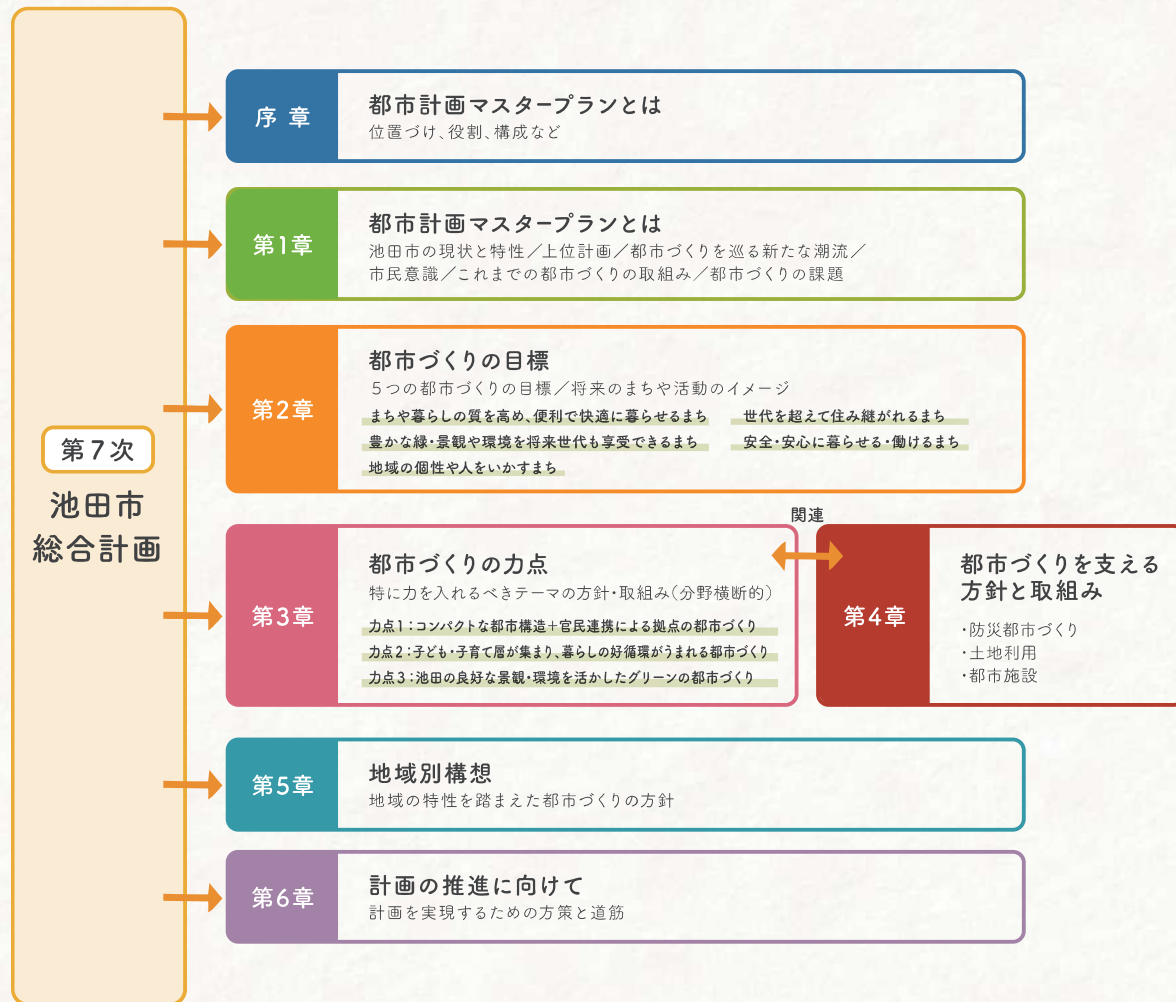 第7次
池田市
総合計画
序章
都市計画マスタープランとは
位置づけ、役割、構成など
第1章
都市計画マスタープランとは
池田市の現状と特性／上位計画／都市づくりを巡る新たな潮流／
市民意識／これまでの都市づくりの取組み／都市づくりの課題
第2章
都市づくりの目標
5つの都市づくりの目標／将来のまちや活動のイメージ
まちや暮らしの質を高め、便利で快適に暮らせるまち
世代を超えて住み継がれるまち
豊かな緑・景観や環境を将来世代も享受できるまち
安全・安心に暮らせる・働けるまち
地域の個性や人をいかすまち
第3章
都市づくりの力点
特に力を入れるべきテーマの方針・取組み（分野横断的）
力点1：コンパクトな都市構造＋官民連携による拠点の都市づくり
力点2：子ども・子育て層が集まり、暮らしの好循環がうまれる都市づくり
力点3：池田の良好な景観・環境を活かしたグリーンの都市づくり
関連
第4章
都市づくりを支える
方針と取組み
・防災都市づくり
・土地利用
・都市施設
第5章
地域別構想
地域の特性を踏まえた都市づくりの方針
第6章
計画の推進に向けて
計画を実現するための方策と道筋